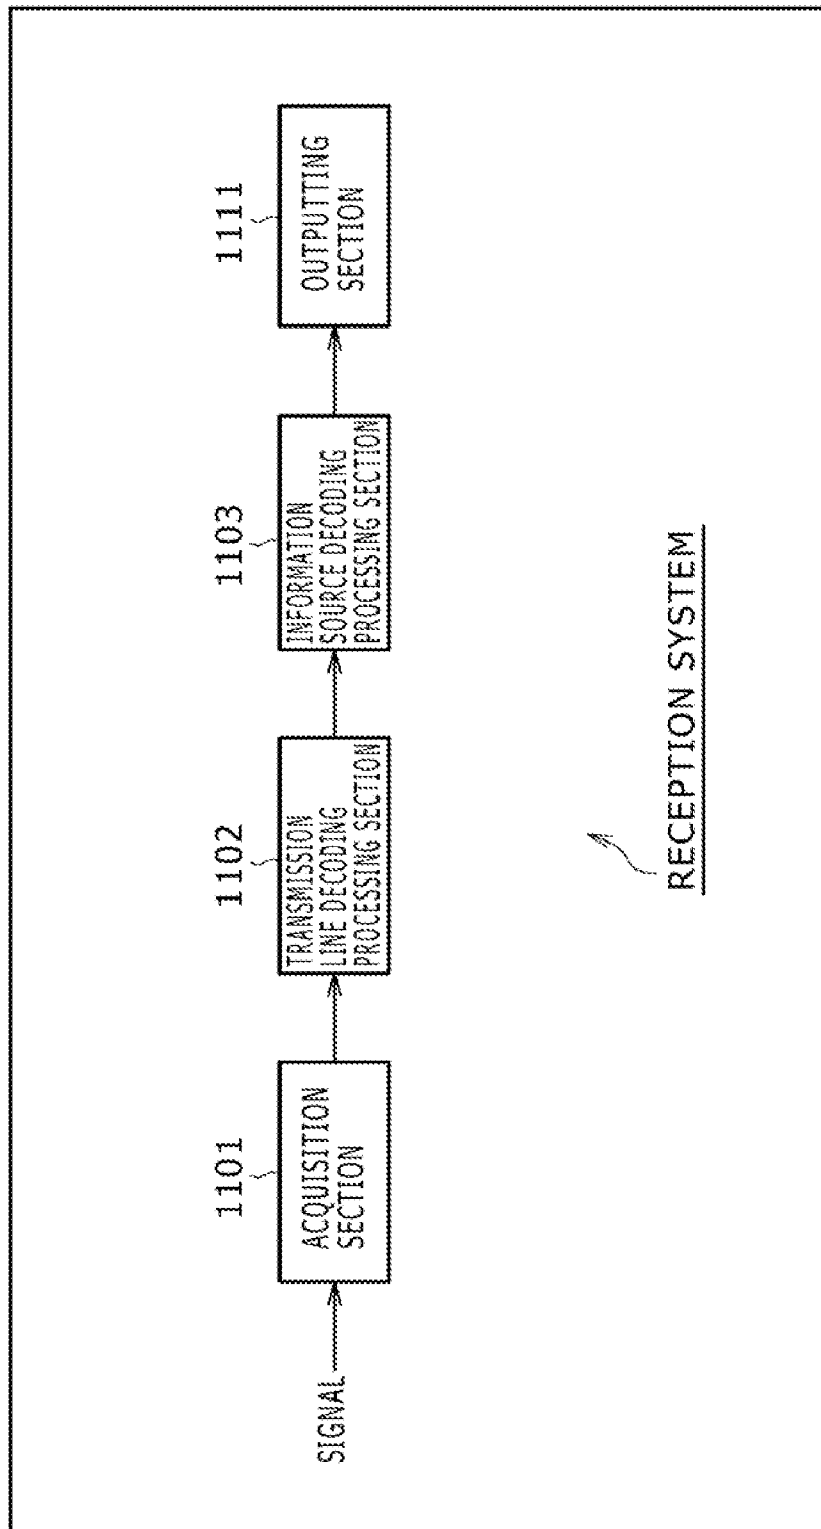 1101
1102
1103
1111
SIGNAL
ACQUISITION
SECTION
TRANSMISSION
LINE DECODING
PROCESSING SECTION
INFORMATION
SOURCE DECODING
PROCESSING SECTION
OUTPUTTING
SECTION
RECEPTION SYSTEM